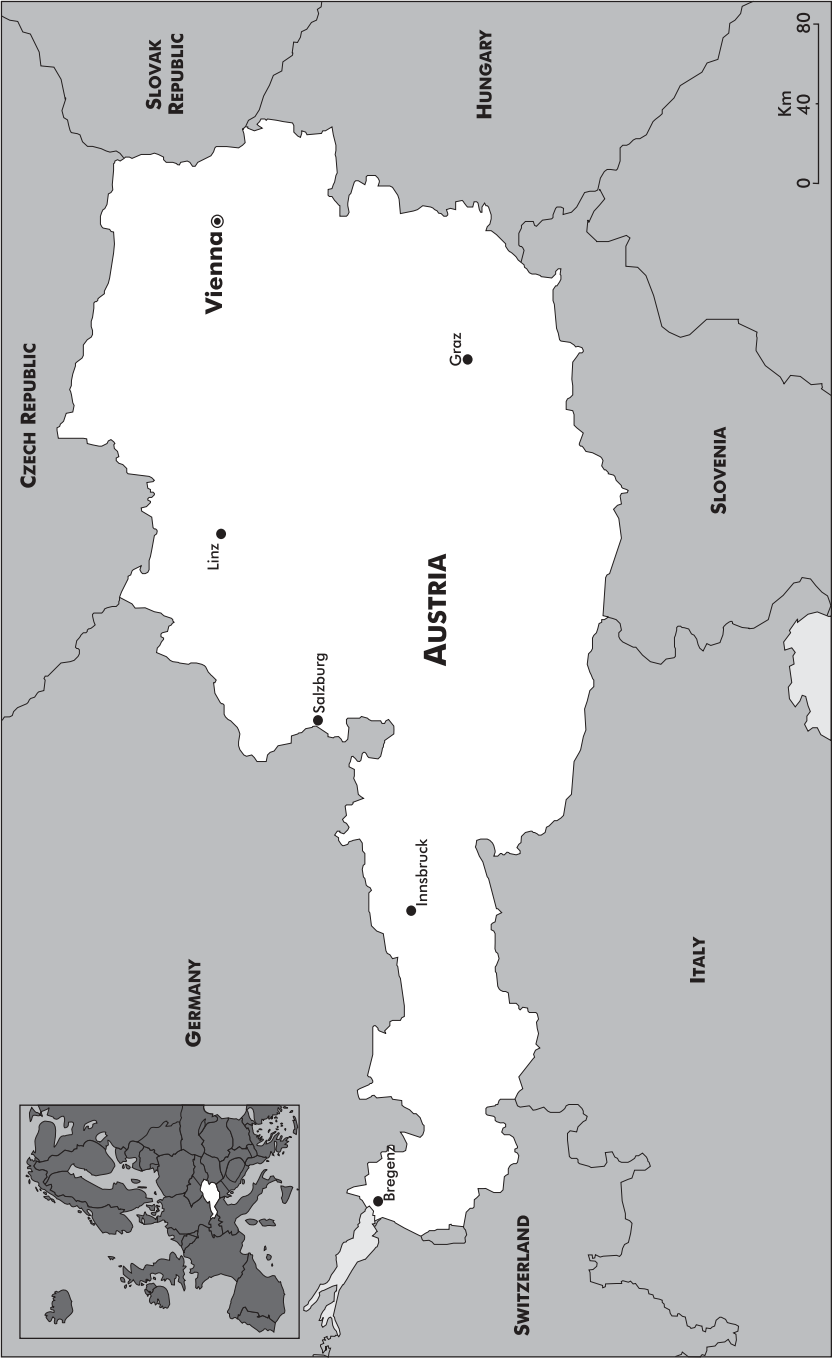 CZECH REPUBLIC
SLOVAK
REPUBLIC
GERMANY
Vienna
Linz
Salzburg
HUNGARY
AUSTRIA
Graz
Innsbruck
Bregenz
SWITZERLAND
ITALY
SLOVENIA
Km
0 40 80